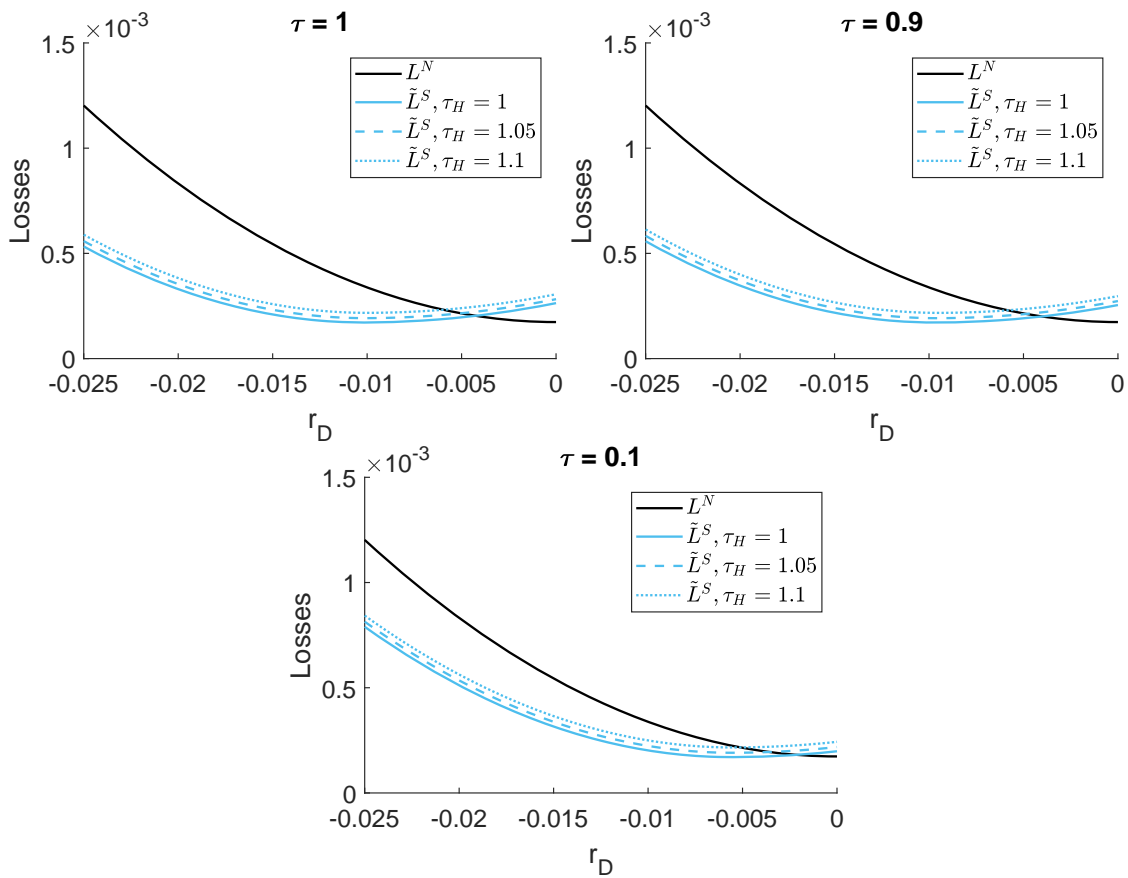 ×10⁻³
τ = 1
1.5
1
0.5
0
Losses
-0.025
-0.02
-0.015
-0.01
-0.005
0
r_D
L^N
L̃^S, τ_H = 1
L̃^S, τ_H = 1.05
L̃^S, τ_H = 1.1
×10⁻³
τ = 0.9
1.5
1
0.5
0
Losses
-0.025
-0.02
-0.015
-0.01
-0.005
0
r_D
L^N
L̃^S, τ_H = 1
L̃^S, τ_H = 1.05
L̃^S, τ_H = 1.1
×10⁻³
τ = 0.1
1.5
1
0.5
0
Losses
-0.025
-0.02
-0.015
-0.01
-0.005
0
r_D
L^N
L̃^S, τ_H = 1
L̃^S, τ_H = 1.05
L̃^S, τ_H = 1.1